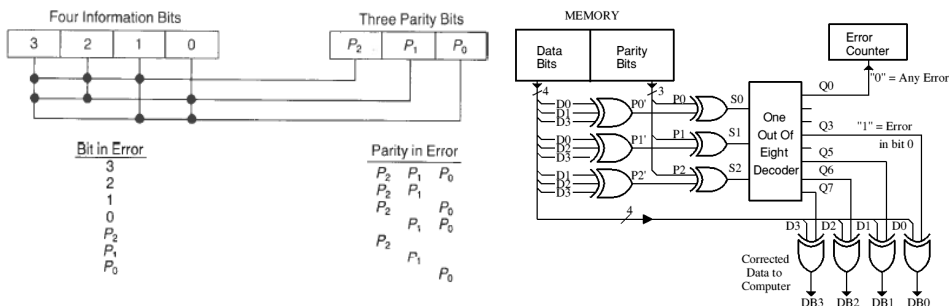 Four Information Bits
Three Parity Bits
3 2 1 0
P2 P1 P0
Bit in Error
Parity in Error
3
P2 P1 P0
2
P2 P1
1
P2 P0
0
P1 P0
P2
P2
P1
P1
P0
P0
MEMORY
Data
Bits
Parity
Bits
Error
Counter
4
3
"0" = Any Error
Q0
D0
D1
D3
P0'
P0
S0
D0
D2
D3
P1'
P1
S1
D1
D2
D3
P2'
P2
S2
One
Out Of
Eight
Decoder
Q3
"1" = Error
in bit 0
Q5
Q6
Q7
4
D3
D2
D1
D0
Corrected
Data to
Computer
DB3
DB2
DB1
DB0